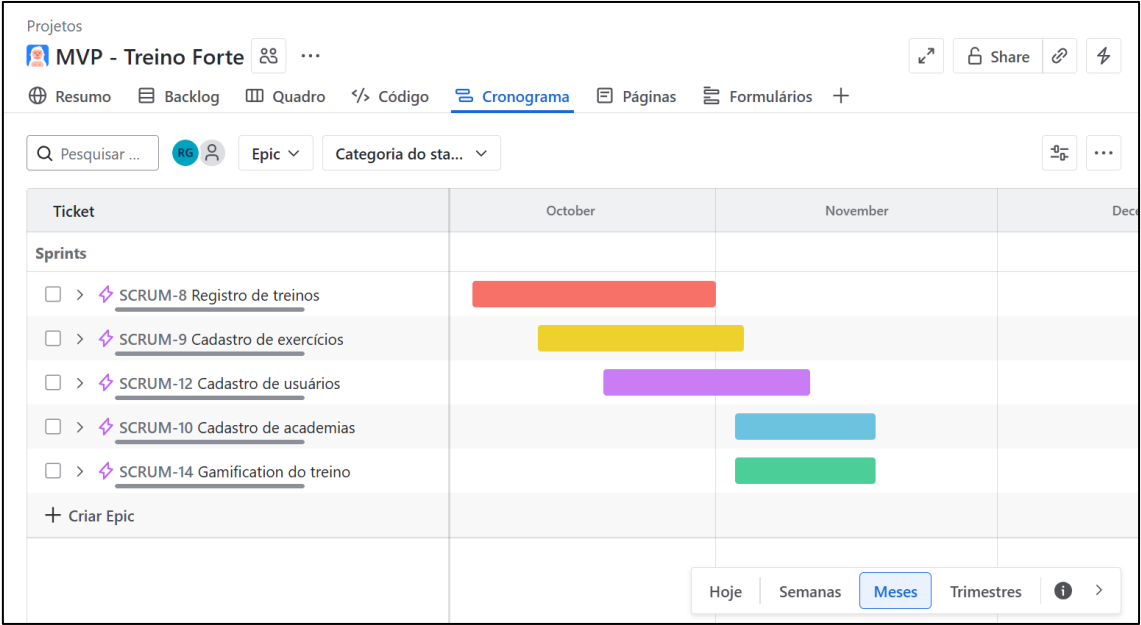 Projetos
MVP - Treino Forte
Share
Resumo Backlog Quadro Código Cronograma Páginas Formulários
Pesquisar ... RG Epic Categoria do sta...
Ticket October November Dece
Sprints
SCRUM-8 Registro de treinos
SCRUM-9 Cadastro de exercícios
SCRUM-12 Cadastro de usuários
SCRUM-10 Cadastro de academias
SCRUM-14 Gamification do treino
+ Criar Epic
Hoje Semanas Meses Trimestres